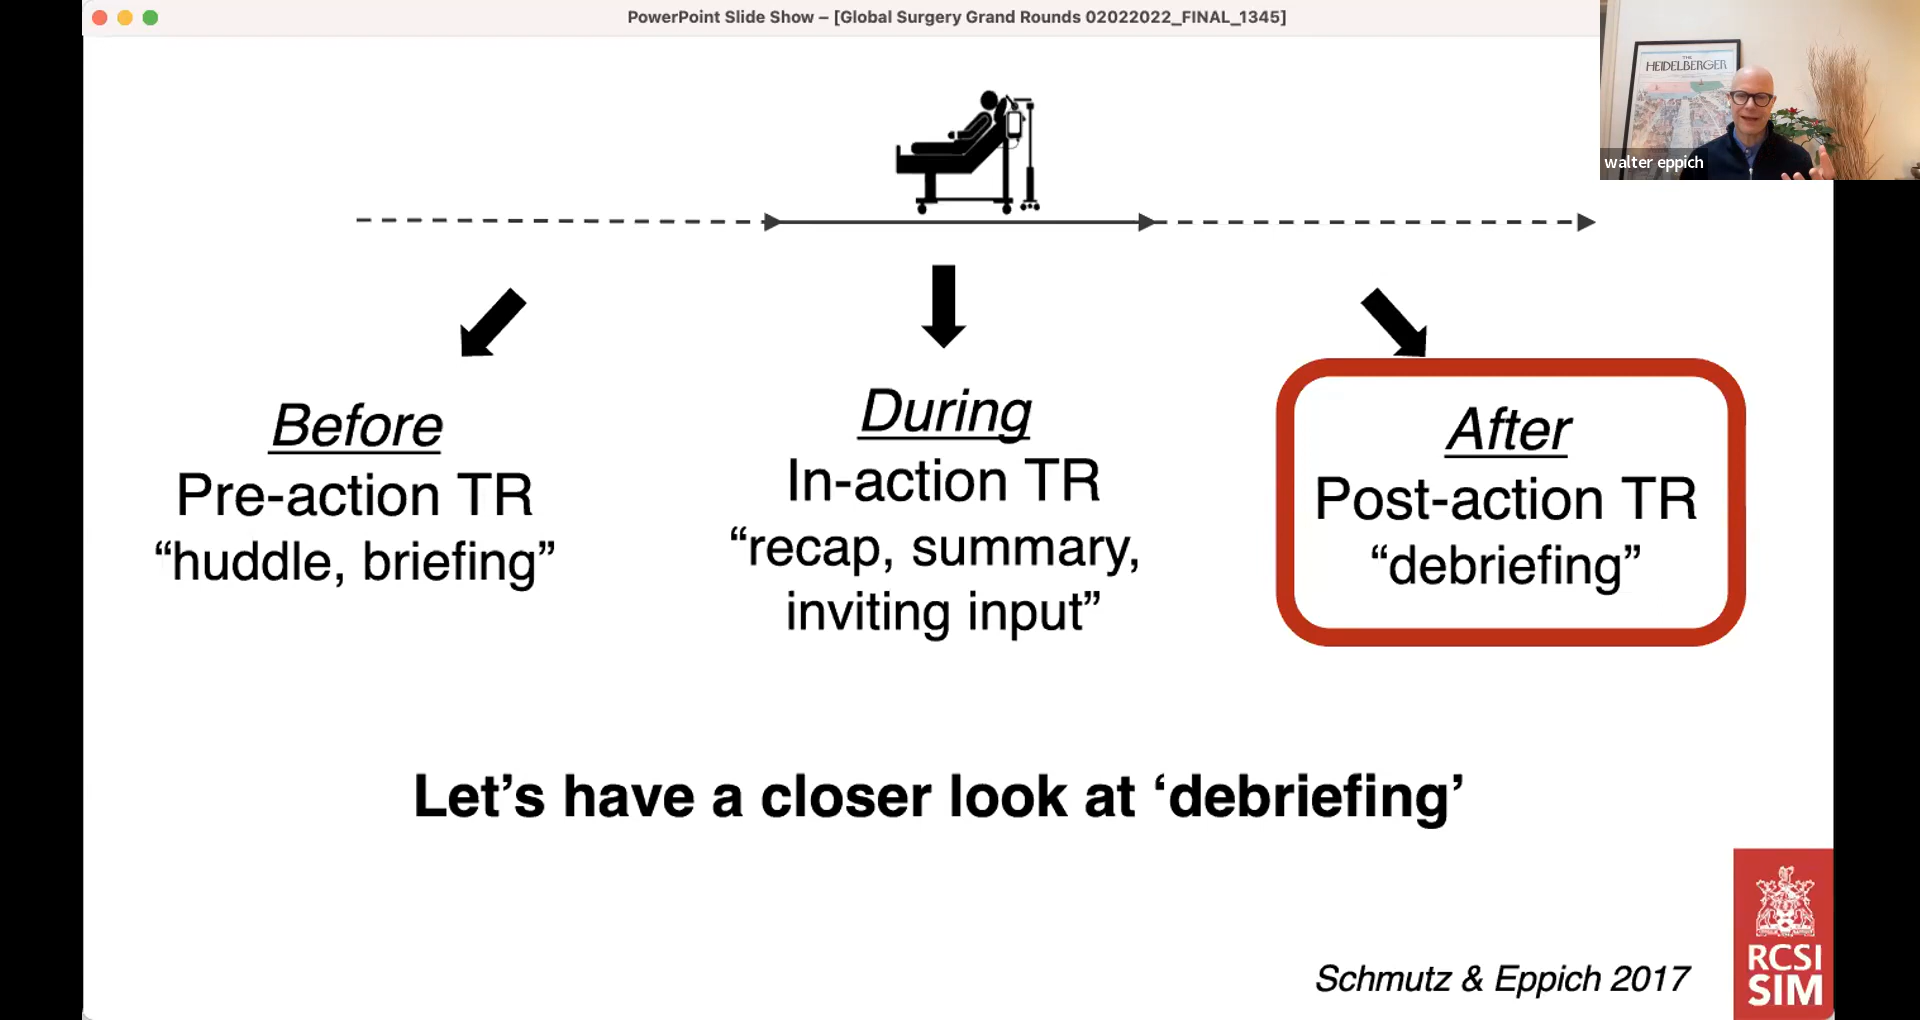 PowerPoint Slide Show – [Global Surgery Grand Rounds 02022022_FINAL_1345]
THE
HEIDELBERGER
walter eppich
Before
Pre-action TR
“huddle, briefing”
During
In-action TR
“recap, summary,
inviting input”
After
Post-action TR
“debriefing”
Let’s have a closer look at ‘debriefing’
Schmutz & Eppich 2017
RCSI
SIM